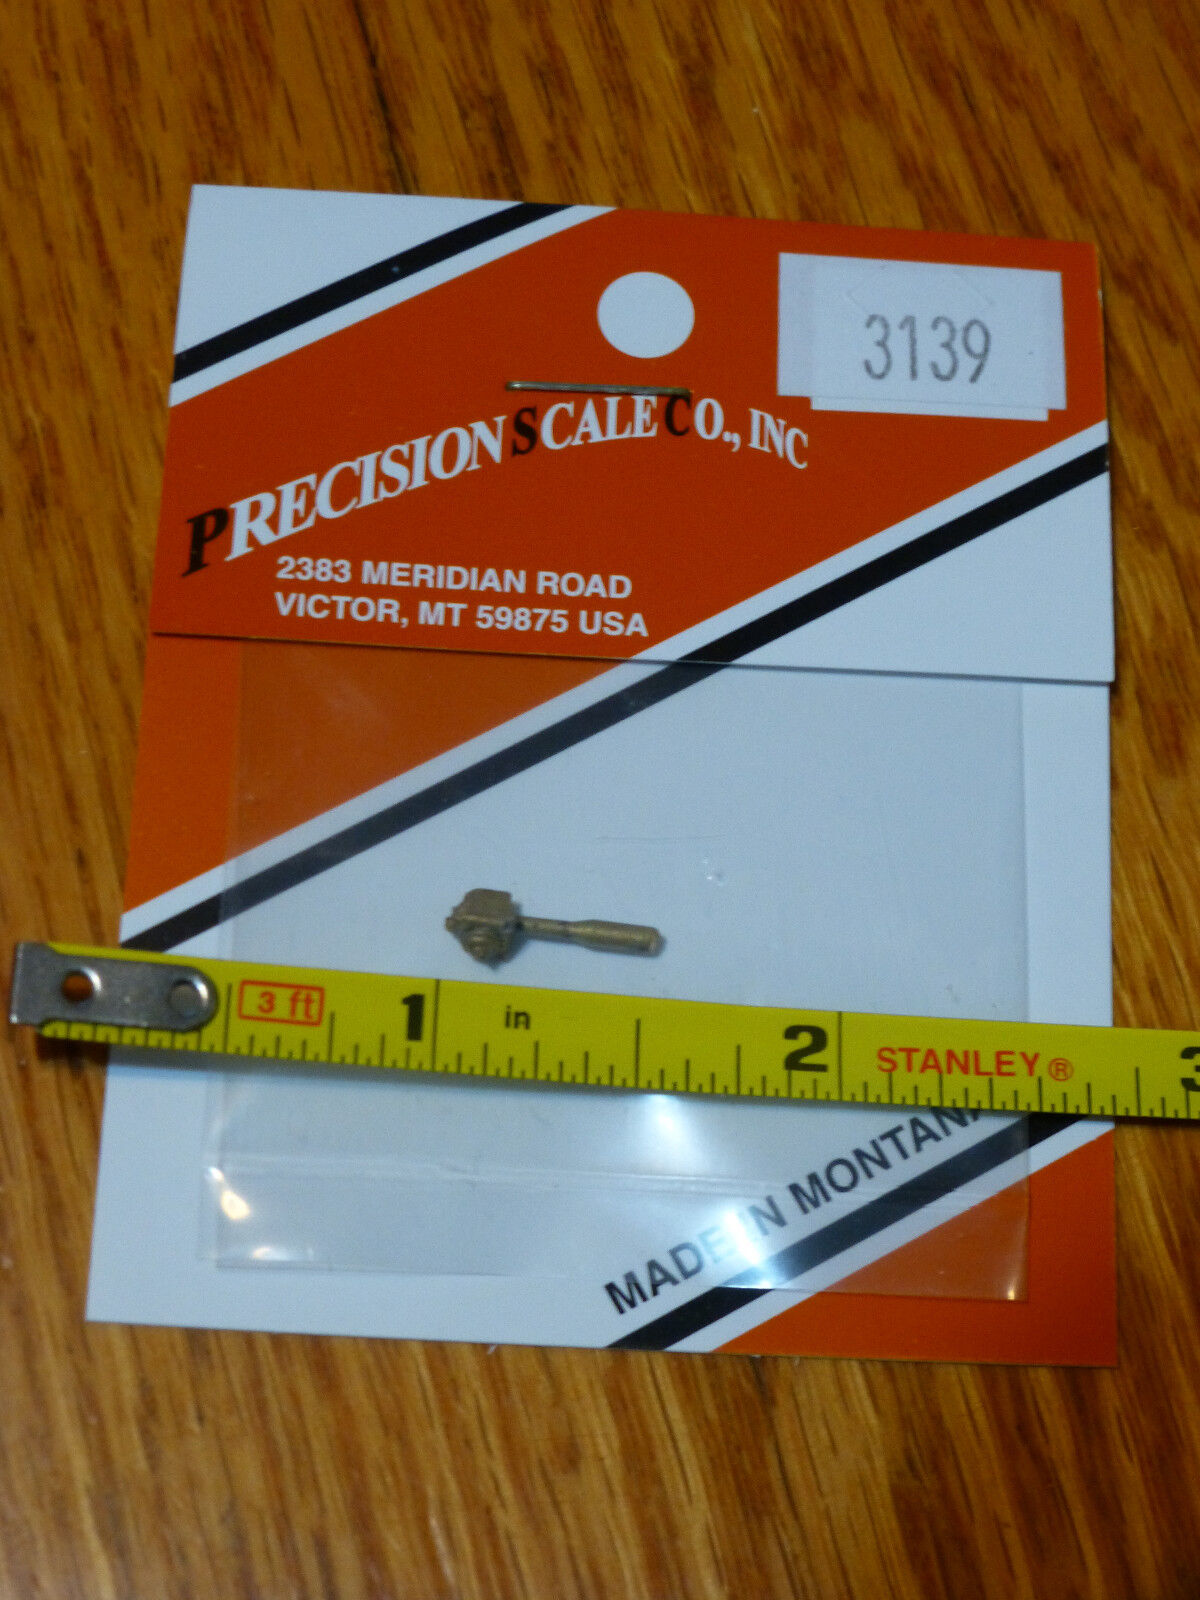 3139
PRECISION SCALE CO., INC
2383 MERIDIAN ROAD
VICTOR, MT 59875 USA
3 ft 1 in 2 STANLEY® 3
MADE IN MONTANA